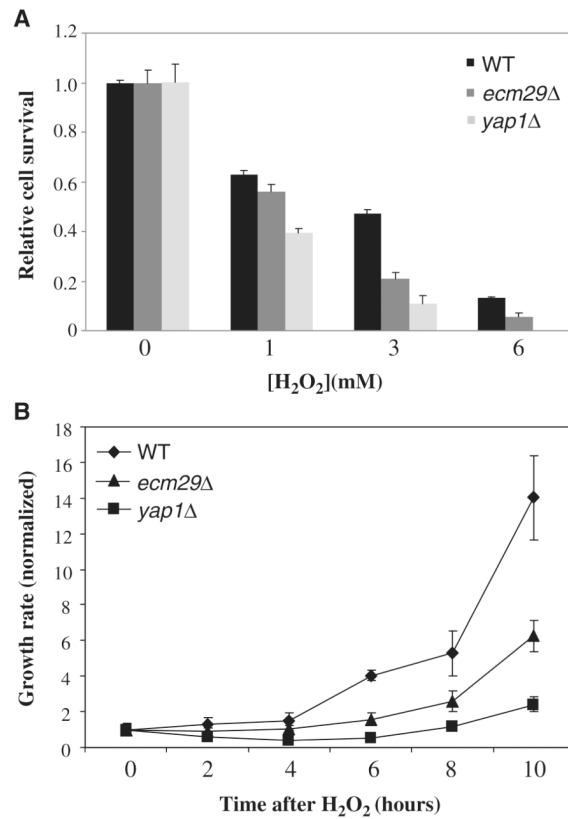 A
Relative cell survival
1.2
1.0
0.8
0.6
0.4
0.2
0
WT
ecm29Δ
yap1Δ
0 1 3 6
[H₂O₂](mM)
B
Growth rate (normalized)
18
16
14
12
10
8
6
4
2
0
WT
ecm29Δ
yap1Δ
0 2 4 6 8 10
Time after H₂O₂ (hours)